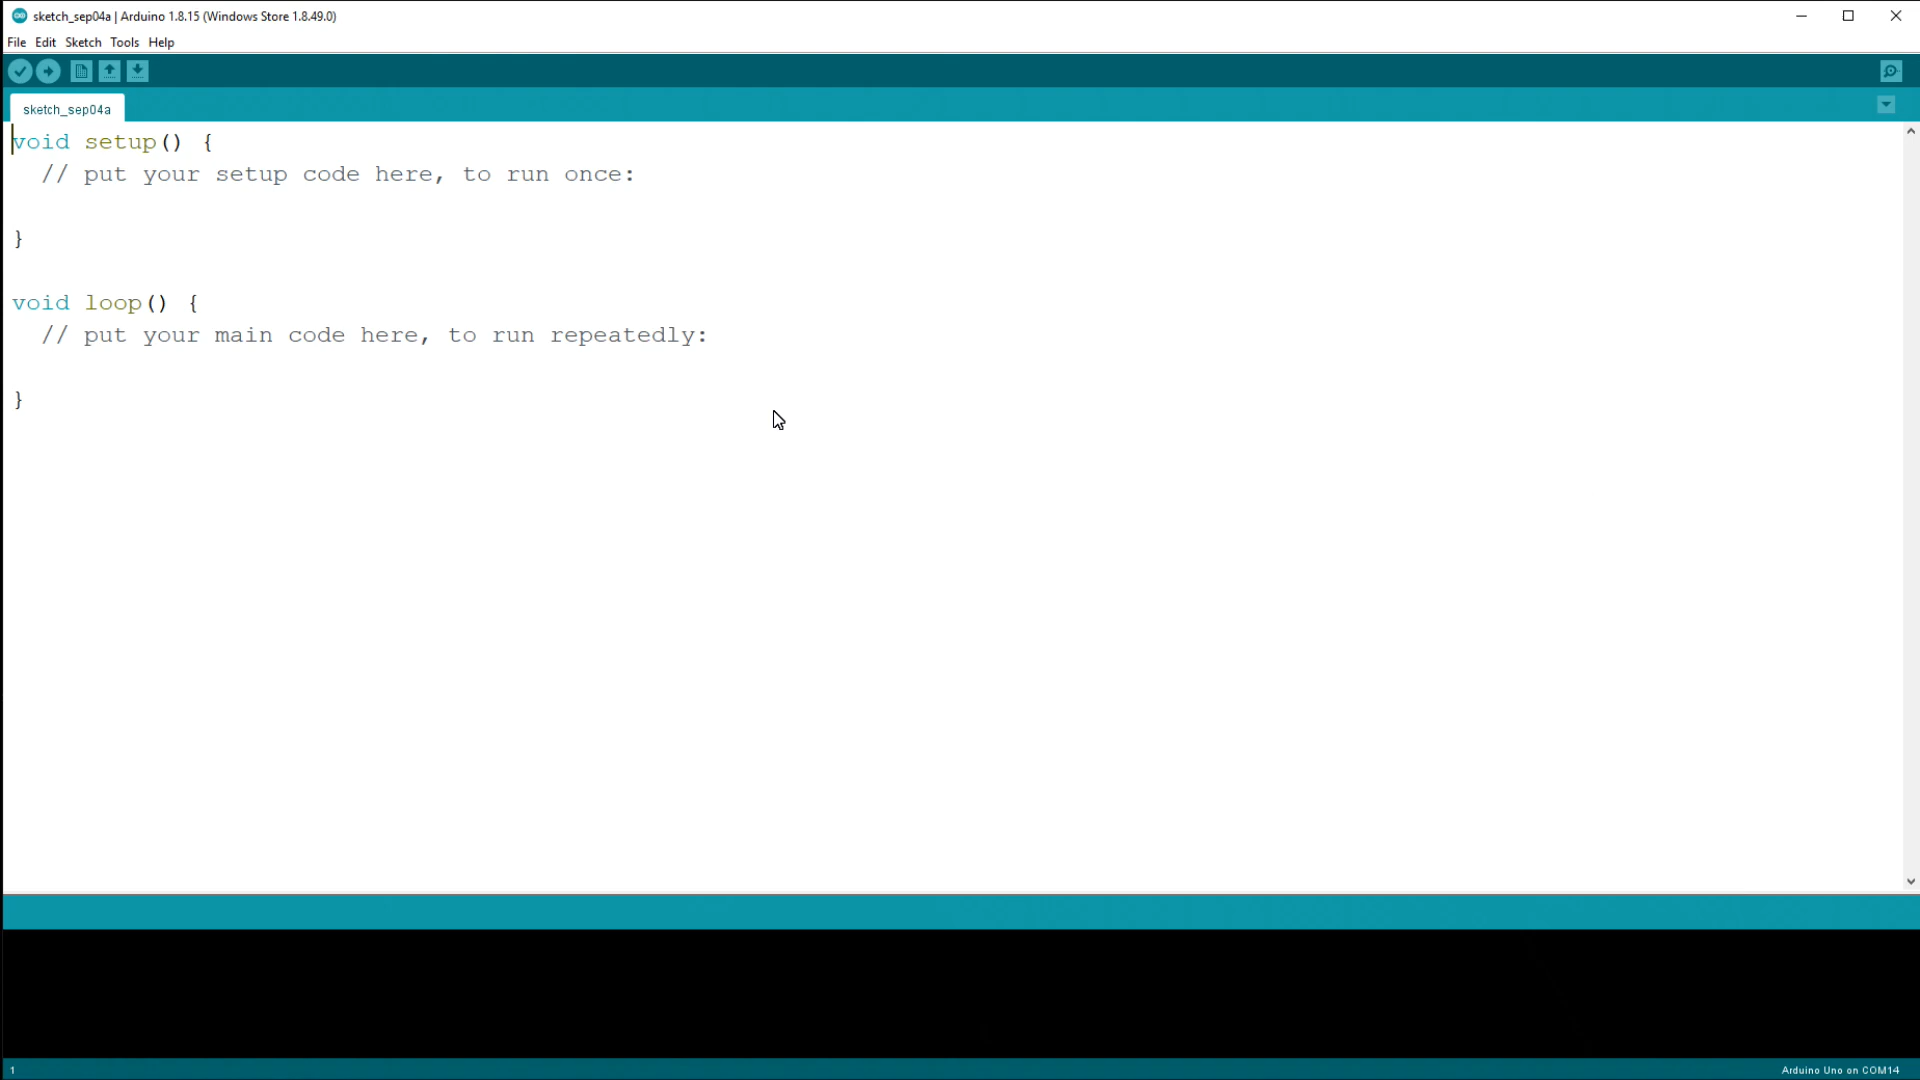 sketch_sep04a | Arduino 1.8.15 (Windows Store 1.8.49.0)
File Edit Sketch Tools Help
sketch_sep04a
void setup() {
  // put your setup code here, to run once:
}
void loop() {
  // put your main code here, to run repeatedly:
}
1
Arduino Uno on COM14